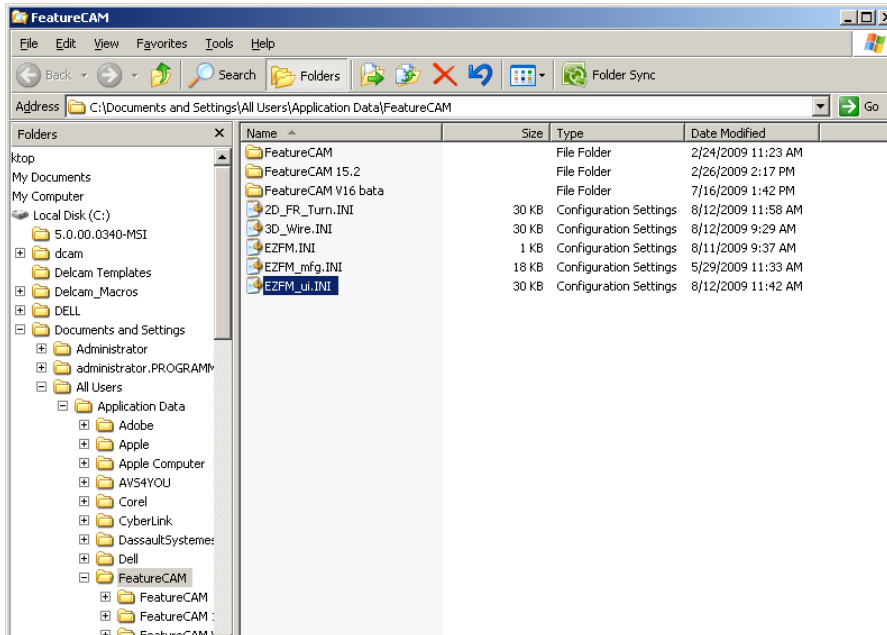 FeatureCAM
File Edit View Favorites Tools Help
Back Search Folders Folder Sync
Address C:\Documents and Settings\All Users\Application Data\FeatureCAM Go
Folders x Name Size Type Date Modified
FeatureCAM File Folder 2/24/2009 11:23 AM
ktop
FeatureCAM 15.2 File Folder 2/26/2009 2:17 PM
My Documents
FeatureCAM V16 bata File Folder 7/16/2009 1:42 PM
My Computer
2D_FR_Turn.INI 30 KB Configuration Settings 8/12/2009 11:58 AM
Local Disk (C:)
3D_Wire.INI 30 KB Configuration Settings 8/12/2009 9:29 AM
5.0.00.0340-MSI
EZFM.INI 1 KB Configuration Settings 8/11/2009 9:37 AM
dcam
EZFM_mfg.INI 18 KB Configuration Settings 5/29/2009 11:33 AM
Delcam Templates
EZFM_ui.INI 30 KB Configuration Settings 8/12/2009 11:42 AM
Delcam_Macros
DELL
Documents and Settings
Administrator
administrator.PROGRAMM
All Users
Application Data
Adobe
Apple
Apple Computer
AVS4YOU
Corel
CyberLink
DassaultSystemes
Dell
FeatureCAM
FeatureCAM
FeatureCAM 1
FeatureCAM